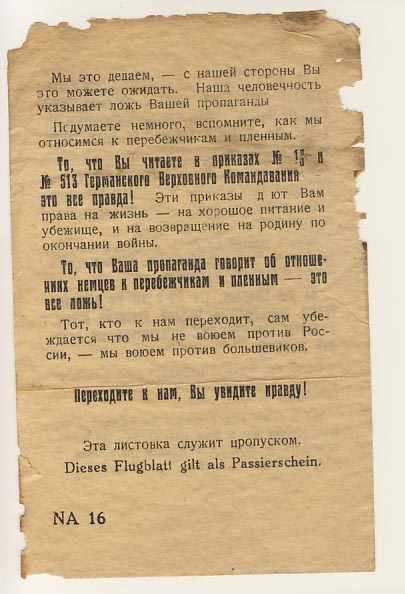 Мы это делаем, — с нашей стороны Вы
это можете ожидать. Наша человечность
указывает ложь Вашей пропаганды
Подумаете немного, вспомните, как мы
относимся к перебежчикам и пленным.
То, что Вы читаете в приказах № 13 и
№ 513 Германского Верховного Командавания
это все правда! Эти приказы д ют Вам
права на жизнь — на хорошое питание и
убежище, и на возвращение на родину по
окончании войны.
То, что Ваша пропаганда говорит об отноше-
ниях немцев к перебежчикам и пленным — это
все ложь!
Тот, кто к нам переходит, сам убе-
ждается что мы не воюем против Рос-
сии, — мы воюем против большевиков.
Переходите к нам, Вы увидите правду!
Эта листовка служит пропуском.
Dieses Flugblatt gilt als Passierschein.
NA 16